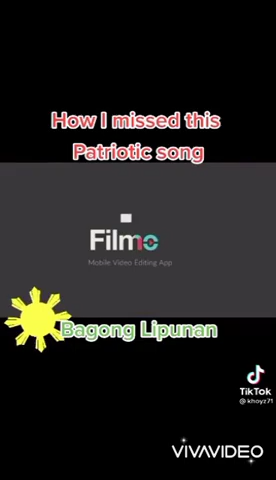 How I missed this
Patriotic song
Filmo
Mobile Video Editing App
Bagong Lipunan
TikTok
@khoyz71
VIVAVIDEO